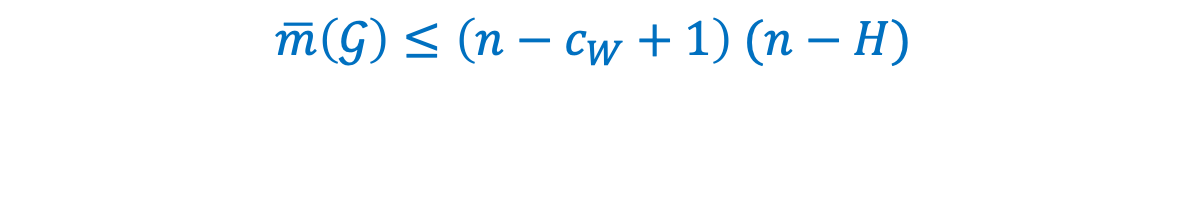 m̅(𝒢) ≤ (n − c_W + 1) (n − H)